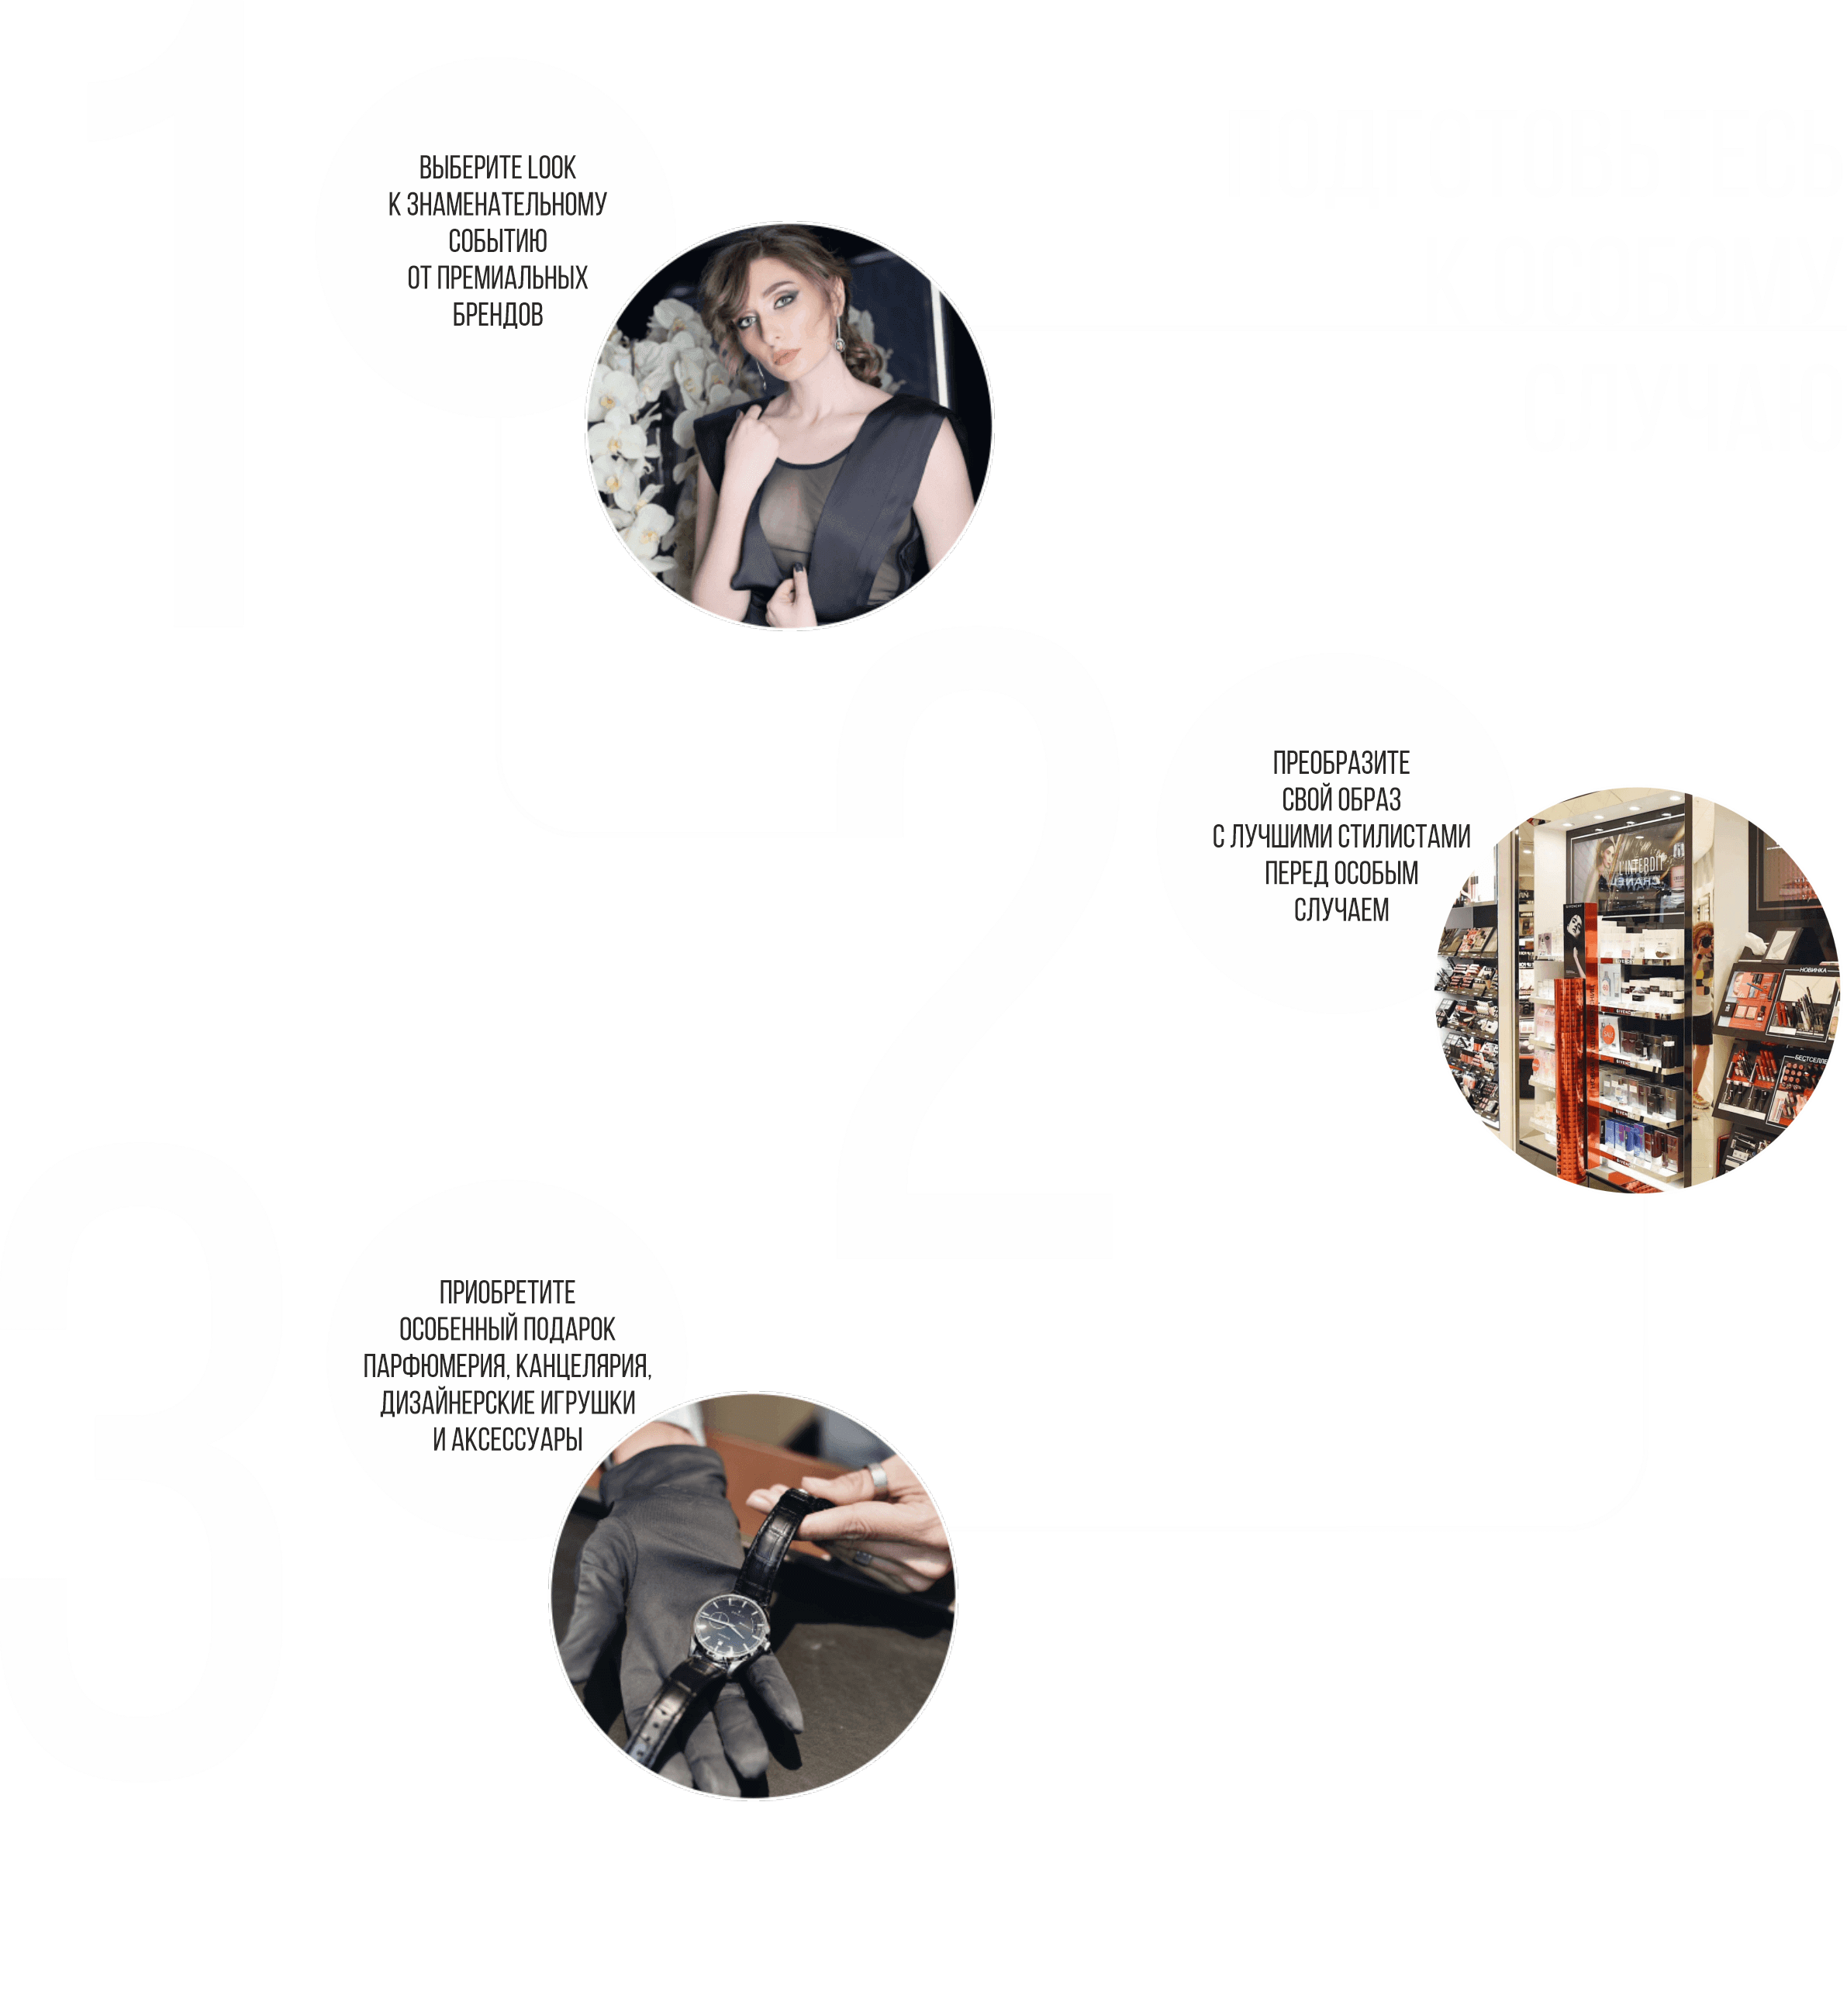 ВЫБЕРИТЕ LOOK
К ЗНАМЕНАТЕЛЬНОМУ
СОБЫТИЮ
ОТ ПРЕМИАЛЬНЫХ
БРЕНДОВ
ПРЕОБРАЗИТЕ
СВОЙ ОБРАЗ
С ЛУЧШИМИ СТИЛИСТАМИ
ПЕРЕД ОСОБЫМ
СЛУЧАЕМ
L'INTERDIT
НОВИНКА
ПРИОБРЕТИТЕ
ОСОБЕННЫЙ ПОДАРОК
ПАРФЮМЕРИЯ, КАНЦЕЛЯРИЯ,
ДИЗАЙНЕРСКИЕ ИГРУШКИ
И АКСЕССУАРЫ